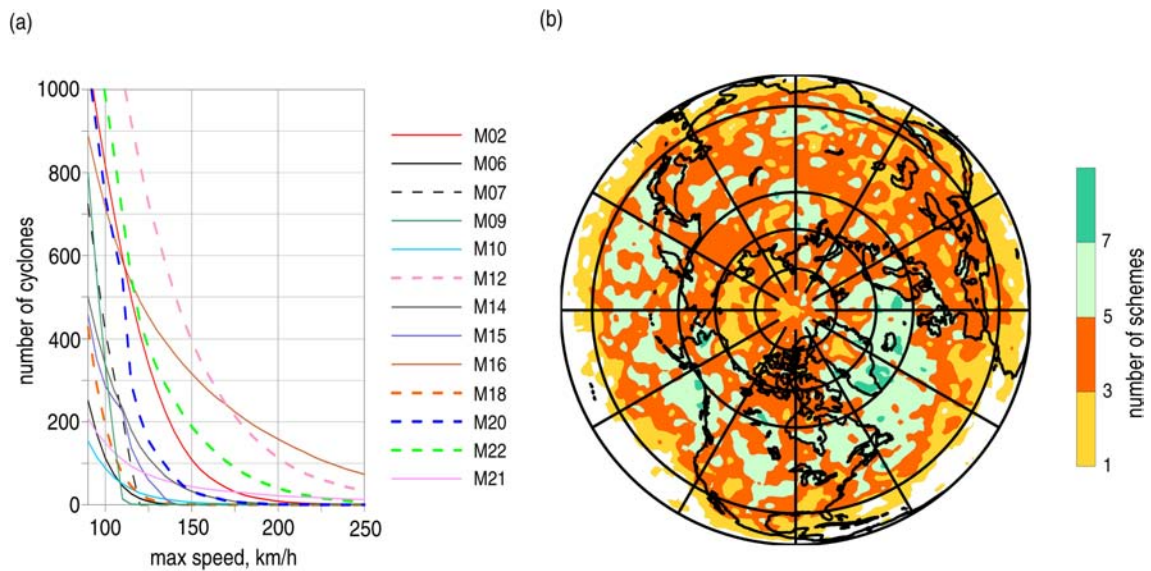 (a)
(b)
number of cyclones
1000
800
600
400
200
0
100
150
200
250
max speed, km/h
M02
M06
M07
M09
M10
M12
M14
M15
M16
M18
M20
M22
M21
7
5
3
1
number of schemes